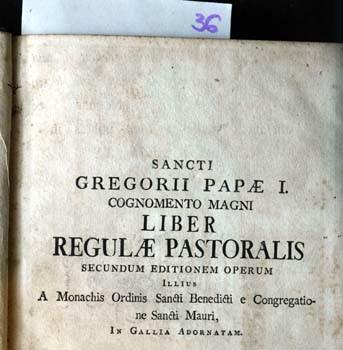 36
SANCTI
GREGORII PAPÆ I.
COGNOMENTO MAGNI
LIBER
REGULÆ PASTORALIS
SECUNDUM EDITIONEM OPERUM
ILLIUS
A Monachis Ordinis Sancti Benedicti e Congregatio-
ne Sancti Mauri,
IN GALLIA ADORNATAM.